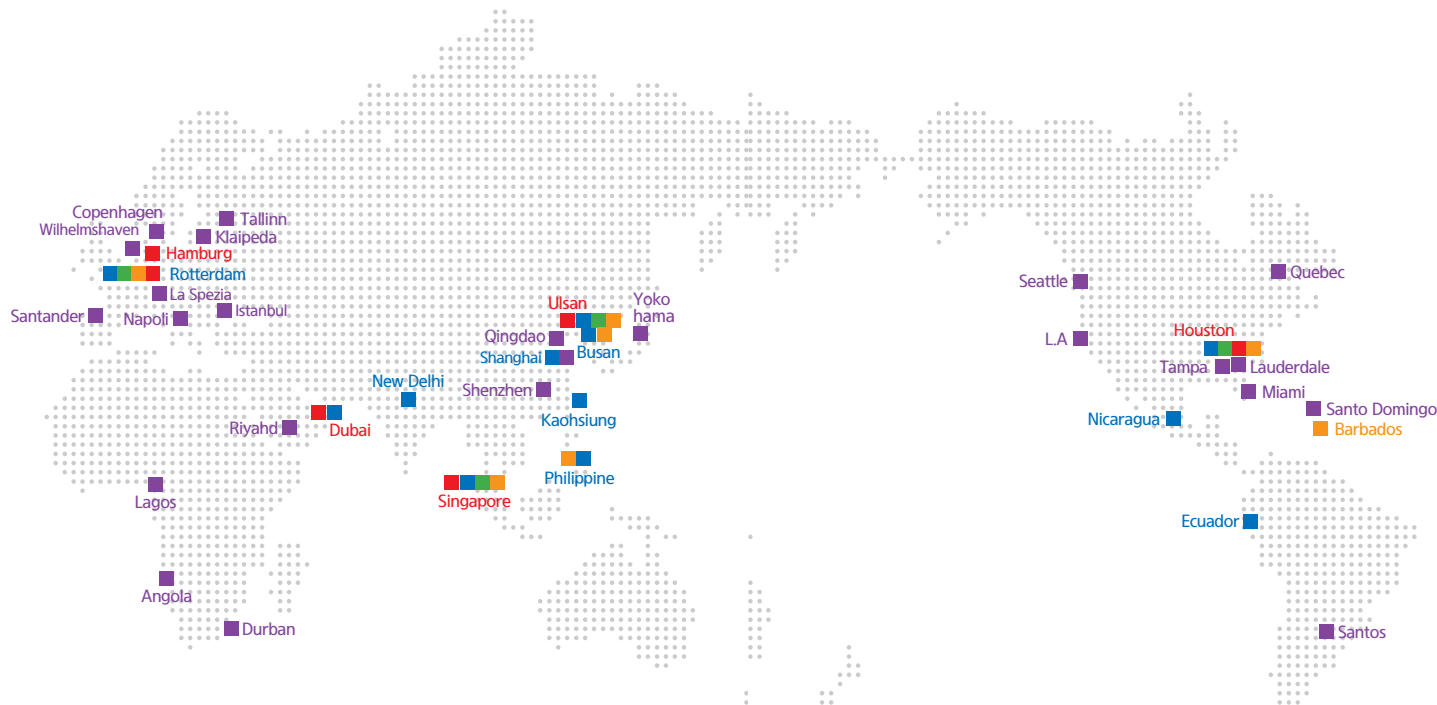 Copenhagen
Tallinn
Wilhelmshaven
Klaipeda
Hamburg
Rotterdam
La Spezia
Santander
Napoli
Istanbul
Ulsan
Yoko
hama
Qingdao
Busan
Shanghai
New Delhi
Shenzhen
Kaohsiung
Riyahd
Dubai
Philippine
Singapore
Lagos
Angola
Durban
Seattle
Quebec
L.A
Houston
Tampa
Lauderdale
Miami
Santo Domingo
Nicaragua
Barbados
Ecuador
Santos